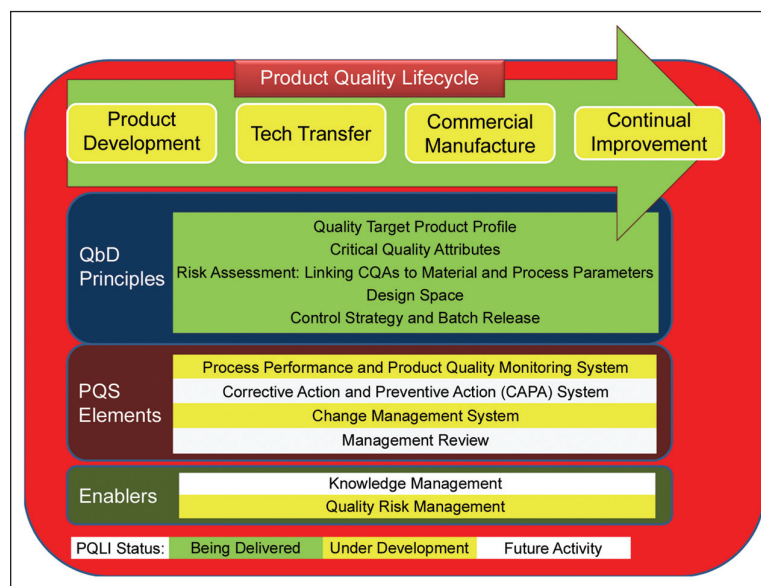 Product Quality Lifecycle
Product
Development
Tech Transfer
Commercial
Manufacture
Continual
Improvement
QbD
Principles
Quality Target Product Profile
Critical Quality Attributes
Risk Assessment: Linking CQAs to Material and Process Parameters
Design Space
Control Strategy and Batch Release
PQS
Elements
Process Performance and Product Quality Monitoring System
Corrective Action and Preventive Action (CAPA) System
Change Management System
Management Review
Enablers
Knowledge Management
Quality Risk Management
PQLI Status: Being Delivered Under Development Future Activity